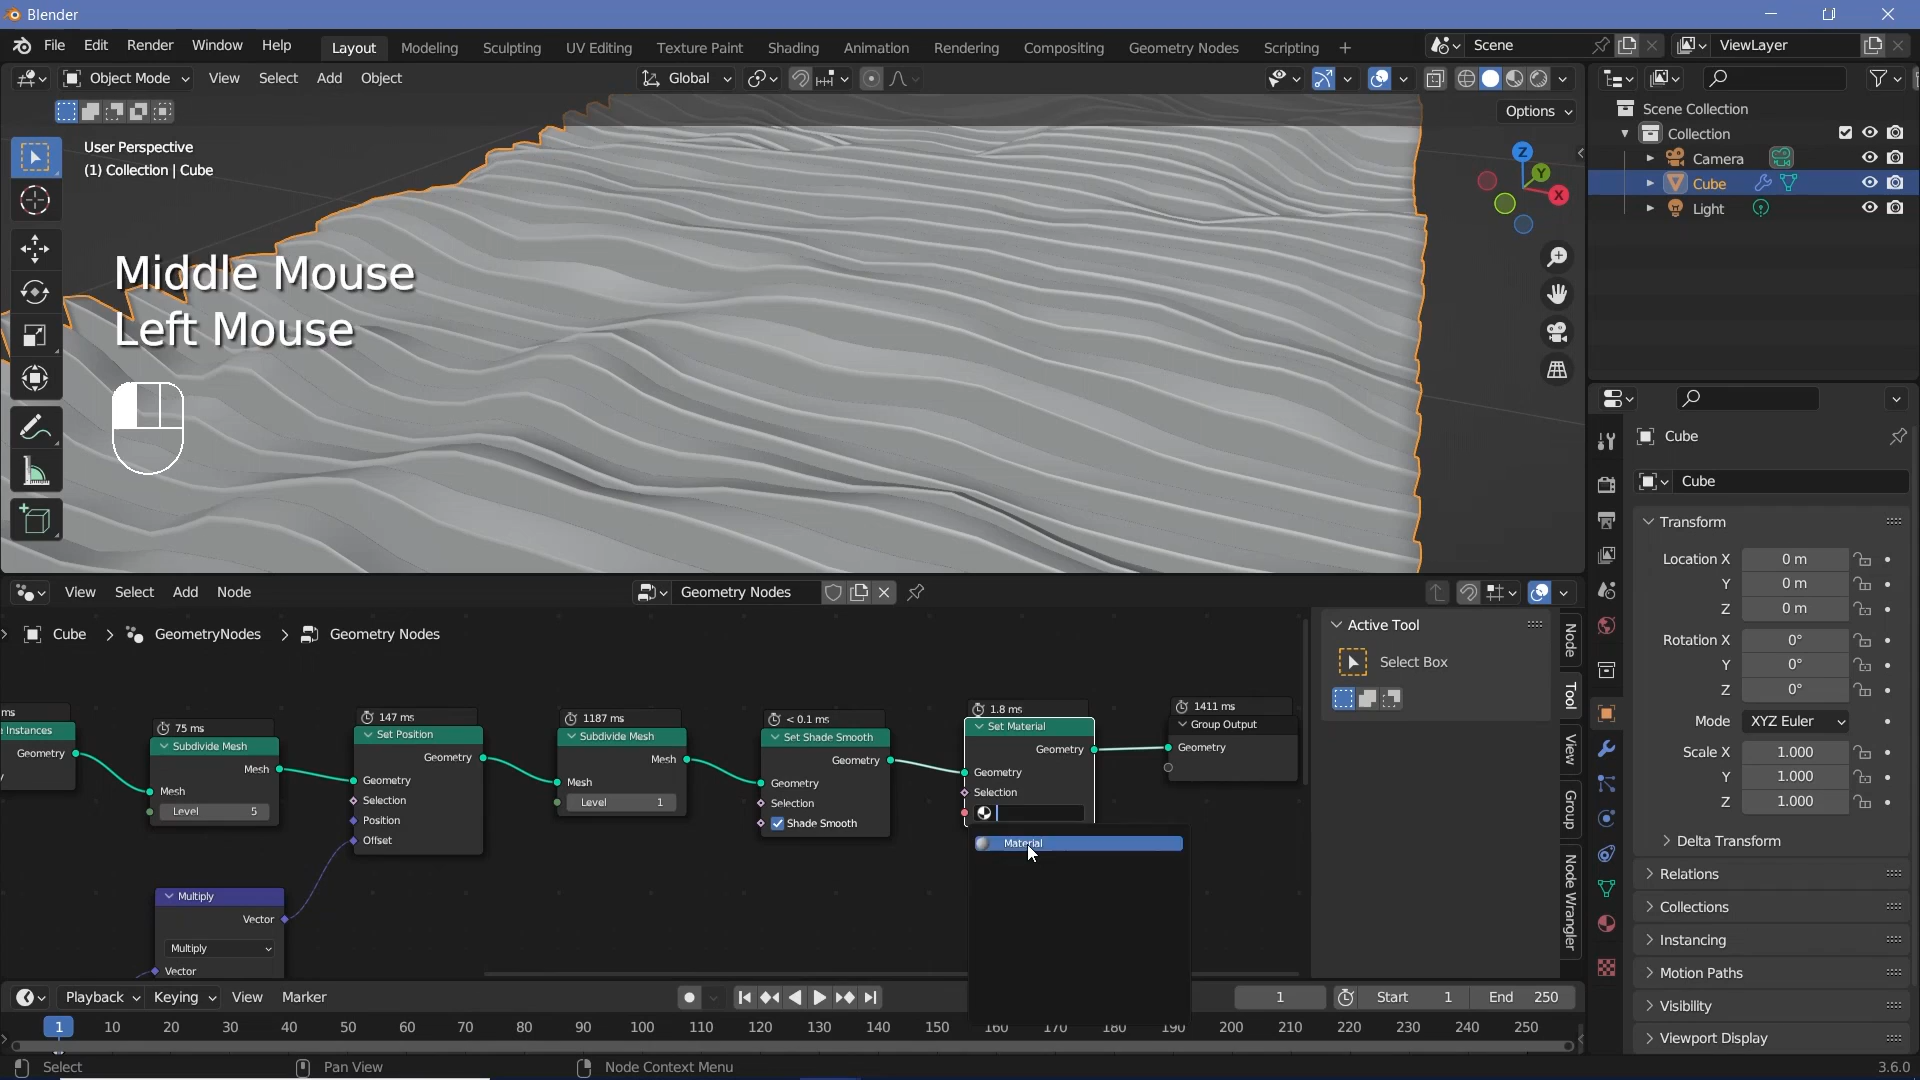 Blender
File Edit Render Window Help
Layout Modeling Sculpting UV Editing Texture Paint Shading Animation Rendering Compositing Geometry Nodes Scripting +
Scene
ViewLayer
Object Mode View Select Add Object
Global
Options
User Perspective
(1) Collection | Cube
Z
Y
X
Middle Mouse
Left Mouse
Scene Collection
Collection
Camera
Cube
Light
Cube
Cube
Transform
Location X 0 m
Y 0 m
Z 0 m
Rotation X 0°
Y 0°
Z 0°
Mode XYZ Euler
Scale X 1.000
Y 1.000
Z 1.000
Delta Transform
Relations
Collections
Instancing
Motion Paths
Visibility
Viewport Display
View Select Add Node
Geometry Nodes
Cube > GeometryNodes > Geometry Nodes
Active Tool
Select Box
Node
Tool
View
Group
Node Wrangler
ms
Instances
Geometry
75 ms
Subdivide Mesh
Mesh
Mesh
Level 5
147 ms
Set Position
Geometry
Geometry
Selection
Position
Offset
1187 ms
Subdivide Mesh
Mesh
Mesh
Level 1
< 0.1 ms
Set Shade Smooth
Geometry
Geometry
Selection
Shade Smooth
1.8 ms
Set Material
Geometry
Geometry
Selection
Material
1411 ms
Group Output
Geometry
Multiply
Vector
Multiply
Vector
Playback Keying View Marker
1
Start 1
End 250
1 10 20 30 40 50 60 70 80 90 100 110 120 130 140 150 160 170 180 190 200 210 220 230 240 250
Select
Pan View
Node Context Menu
3.6.0